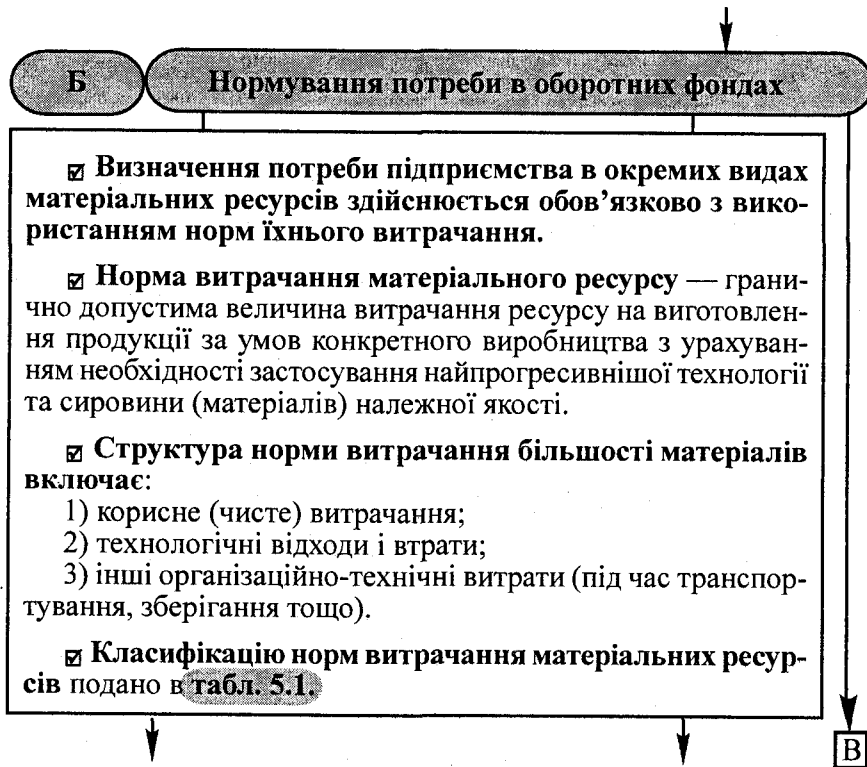 Б Нормування потреби в оборотних фондах
☑ Визначення потреби підприємства в окремих видах
матеріальних ресурсів здійснюється обов’язково з вико-
ристанням норм їхнього витрачання.
☑ Норма витрачання матеріального ресурсу — грани-
чно допустима величина витрачання ресурсу на виготовлен-
ня продукції за умов конкретного виробництва з урахуван-
ням необхідності застосування найпрогресивнішої технології
та сировини (матеріалів) належної якості.
☑ Структура норми витрачання більшості матеріалів
включає:
1) корисне (чисте) витрачання;
2) технологічні відходи і втрати;
3) інші організаційно-технічні витрати (під час транспор-
тування, зберігання тощо).
☑ Класифікацію норм витрачання матеріальних ресур-
сів подано в табл. 5.1.
В